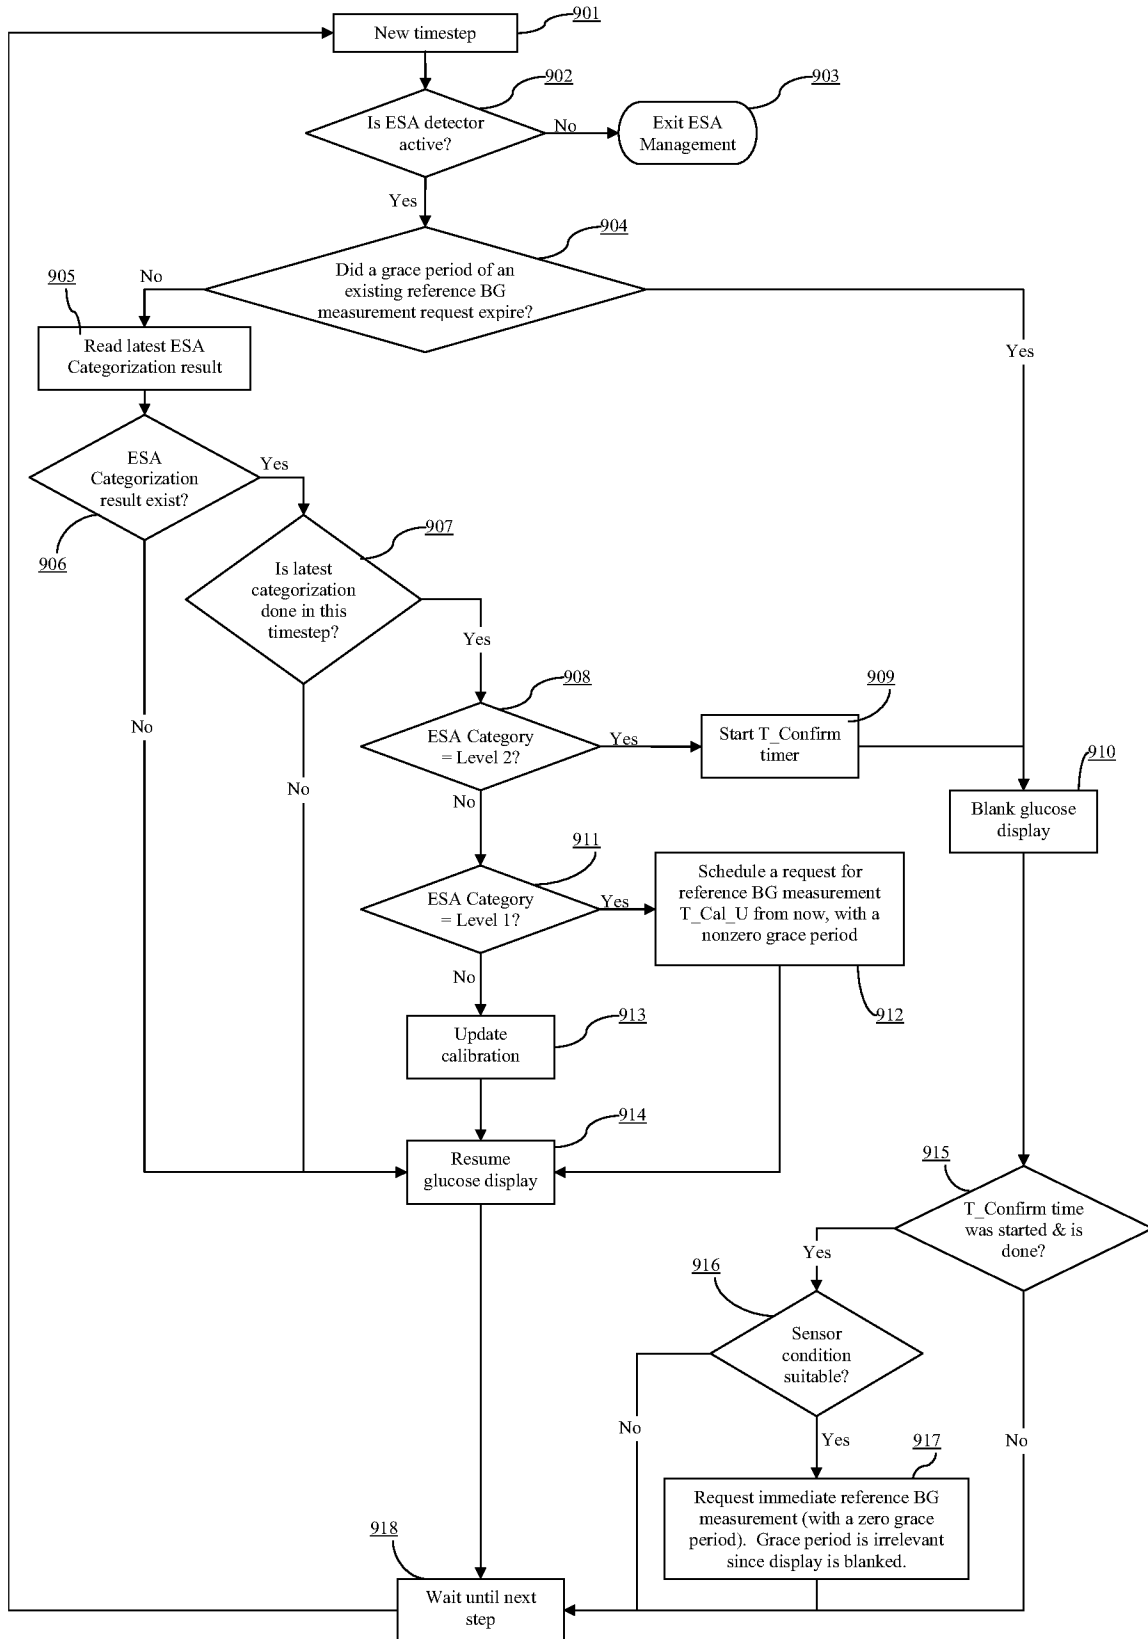 New timestep
901
902
903
Is ESA detector
active?
No
Exit ESA
Management
Yes
904
Did a grace period of an
existing reference BG
measurement request expire?
No
Yes
905
Read latest ESA
Categorization result
ESA
Categorization
result exist?
Yes
906
907
Is latest
categorization
done in this
timestep?
Yes
No
No
908
ESA Category
= Level 2?
Yes
909
Start T_Confirm
timer
910
Blank glucose
display
No
911
ESA Category
= Level 1?
Yes
Schedule a request for
reference BG measurement
T_Cal_U from now, with a
nonzero grace period
912
No
913
Update
calibration
914
Resume
glucose display
915
T_Confirm time
was started & is
done?
Yes
No
916
Sensor
condition
suitable?
No
Yes
917
Request immediate reference BG
measurement (with a zero grace
period).  Grace period is irrelevant
since display is blanked.
918
Wait until next
step